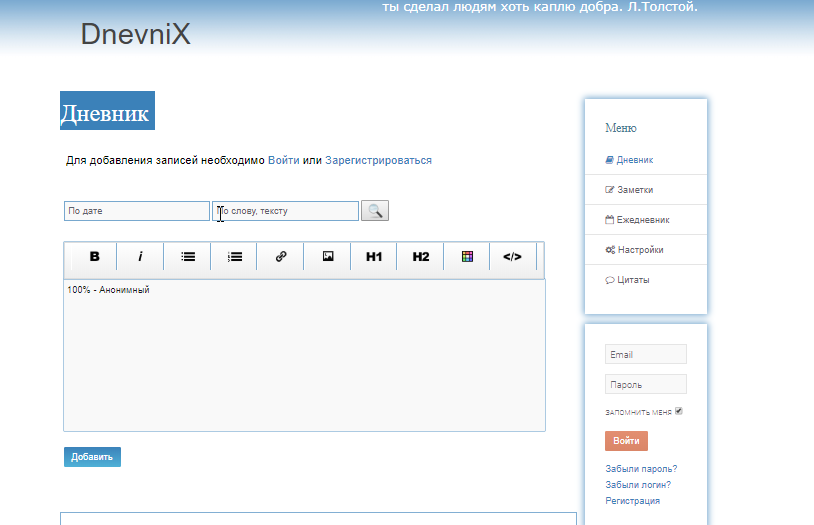 ты сделал людям хоть каплю добра. Л.Толстой.
DnevniX
Дневник
Для добавления записей необходимо Войти или Зарегистрироваться
По дате
По слову, тексту
B i H1 H2 </>
100% - Анонимный
Добавить
Меню
Дневник
Заметки
Ежедневник
Настройки
Цитаты
Email
Пароль
ЗАПОМНИТЬ МЕНЯ
Войти
Забыли пароль?
Забыли логин?
Регистрация